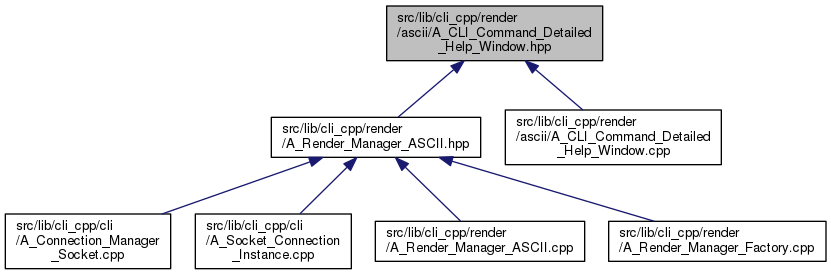 src/lib/cli_cpp/render
/ascii/A_CLI_Command_Detailed
_Help_Window.hpp
src/lib/cli_cpp/render
/A_Render_Manager_ASCII.hpp
src/lib/cli_cpp/render
/ascii/A_CLI_Command_Detailed
_Help_Window.cpp
src/lib/cli_cpp/cli
/A_Connection_Manager
_Socket.cpp
src/lib/cli_cpp/cli
/A_Socket_Connection
_Instance.cpp
src/lib/cli_cpp/render
/A_Render_Manager_ASCII.cpp
src/lib/cli_cpp/render
/A_Render_Manager_Factory.cpp